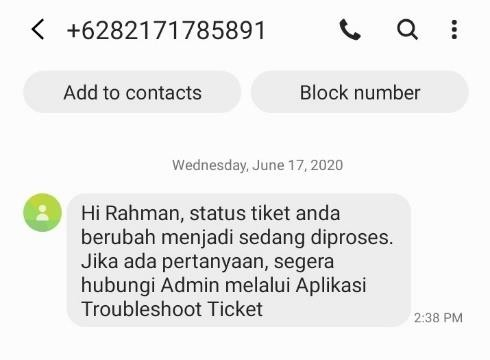 +6282171785891
Add to contacts
Block number
Wednesday, June 17, 2020
Hi Rahman, status tiket anda
berubah menjadi sedang diproses.
Jika ada pertanyaan, segera
hubungi Admin melalui Aplikasi
Troubleshoot Ticket
2:38 PM